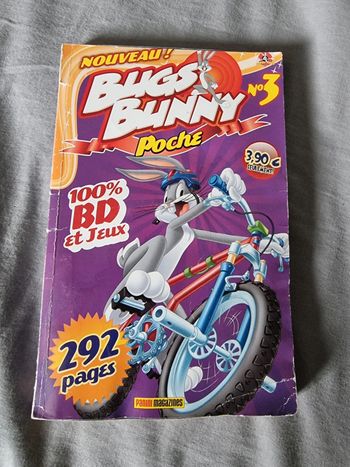 NOUVEAU !
BUGS
BUNNY
N°3
Poche
3,90 €
100%
BD
et Jeux
292
pages
PANINI MAGAZINES